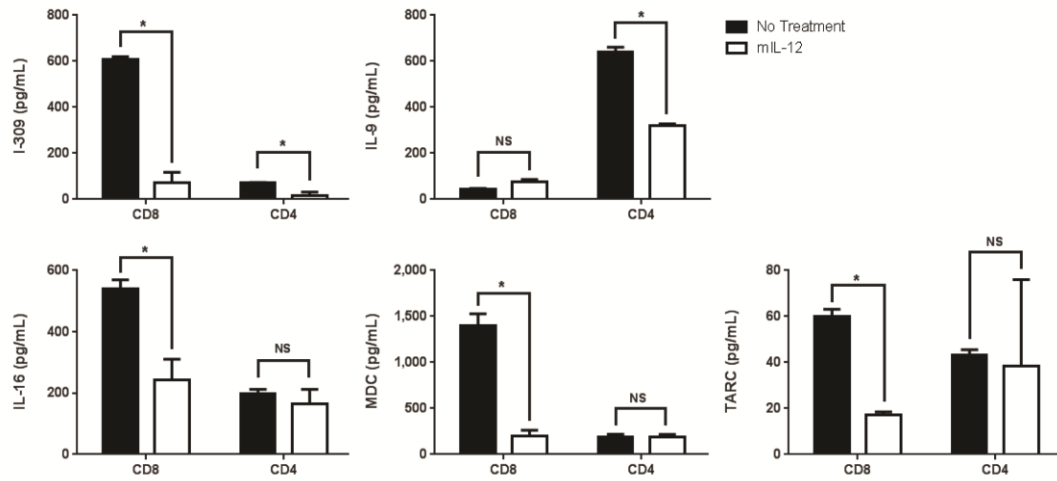 I-309 (pg/mL)
800
600
400
200
0
*
*
CD8
CD4
IL-9 (pg/mL)
800
600
400
200
0
NS
*
CD8
CD4
No Treatment
mIL-12
IL-16 (pg/mL)
600
400
200
0
*
NS
CD8
CD4
MDC (pg/mL)
2,000
1,500
1,000
500
0
*
NS
CD8
CD4
TARC (pg/mL)
80
60
40
20
0
*
NS
CD8
CD4